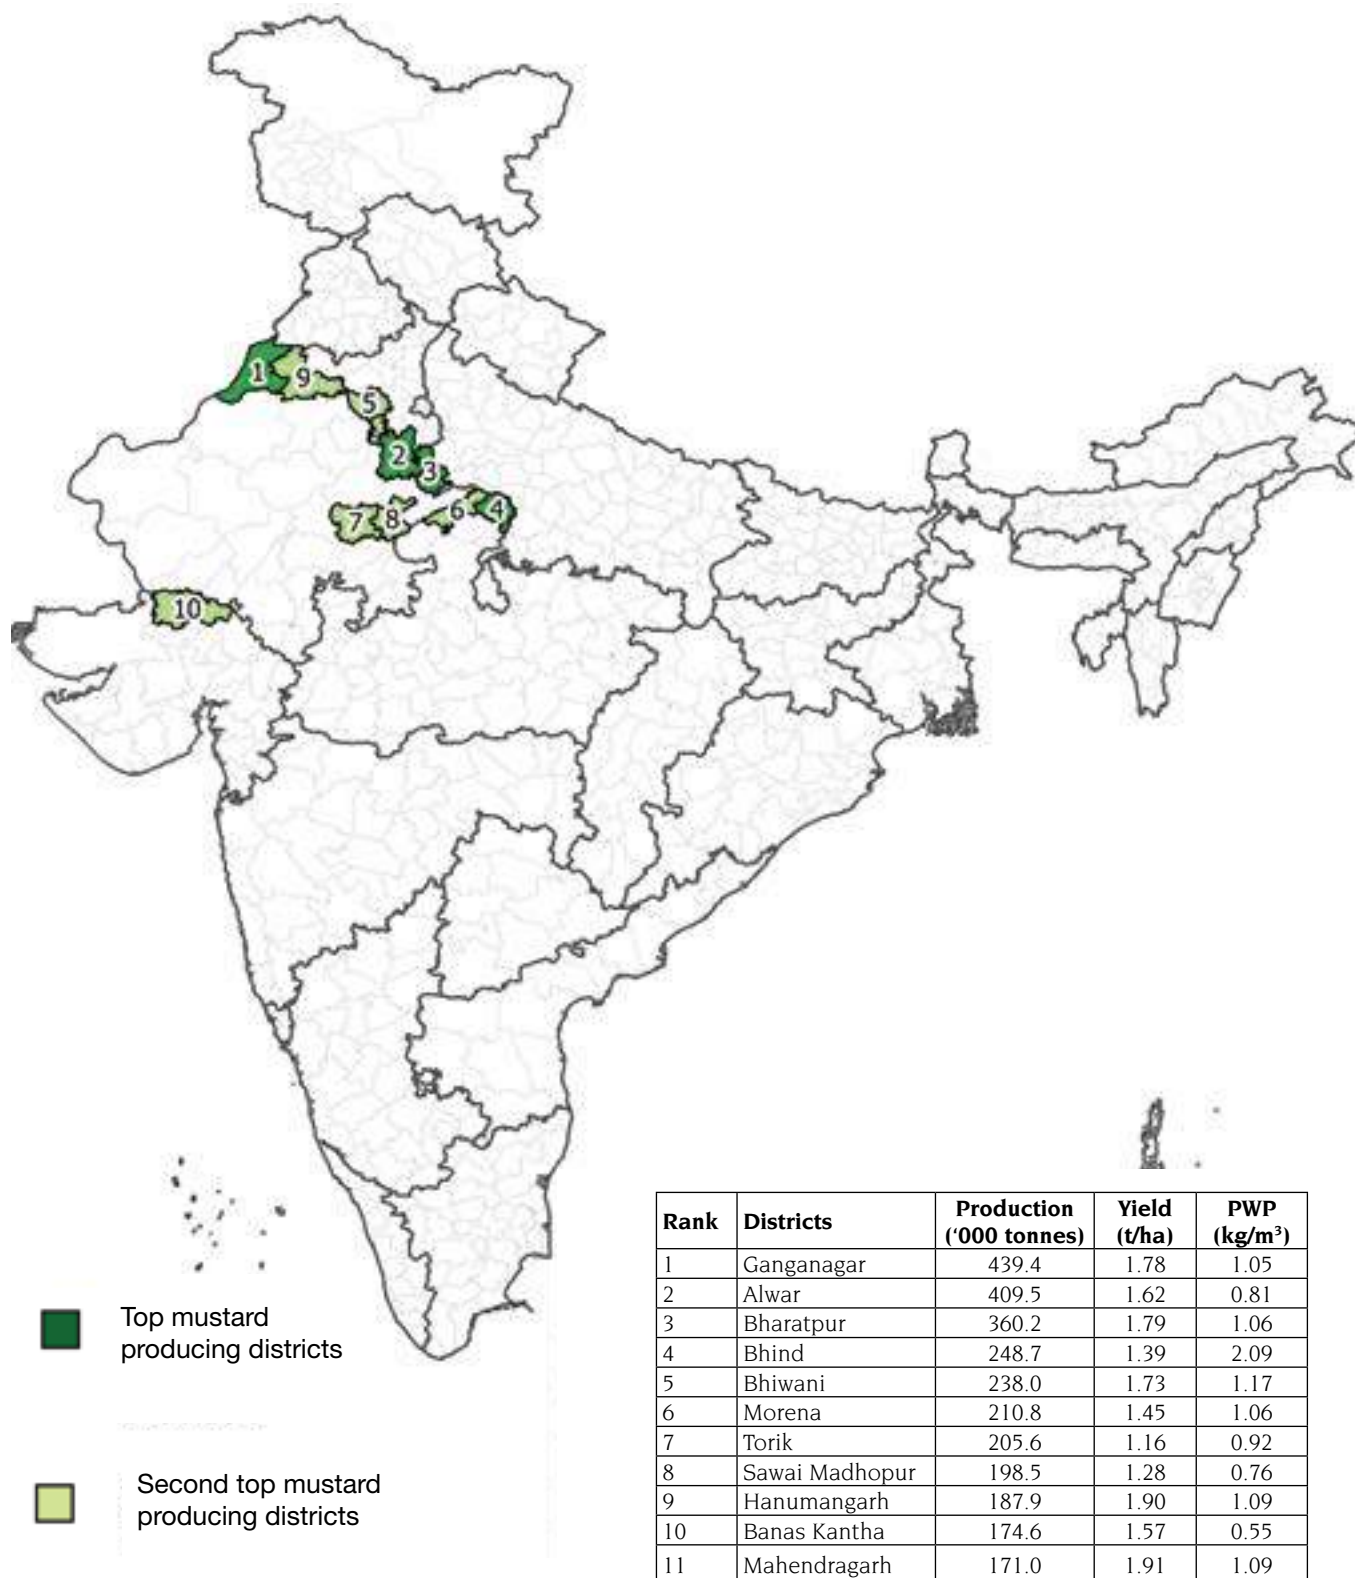 1
9
5
2
3
7
8
6
4
10
Top mustard
producing districts
Second top mustard
producing districts
Rank Districts Production ('000 tonnes) Yield (t/ha) PWP (kg/m³)
1 Ganganagar 439.4 1.78 1.05
2 Alwar 409.5 1.62 0.81
3 Bharatpur 360.2 1.79 1.06
4 Bhind 248.7 1.39 2.09
5 Bhiwani 238.0 1.73 1.17
6 Morena 210.8 1.45 1.06
7 Torik 205.6 1.16 0.92
8 Sawai Madhopur 198.5 1.28 0.76
9 Hanumangarh 187.9 1.90 1.09
10 Banas Kantha 174.6 1.57 0.55
11 Mahendragarh 171.0 1.91 1.09